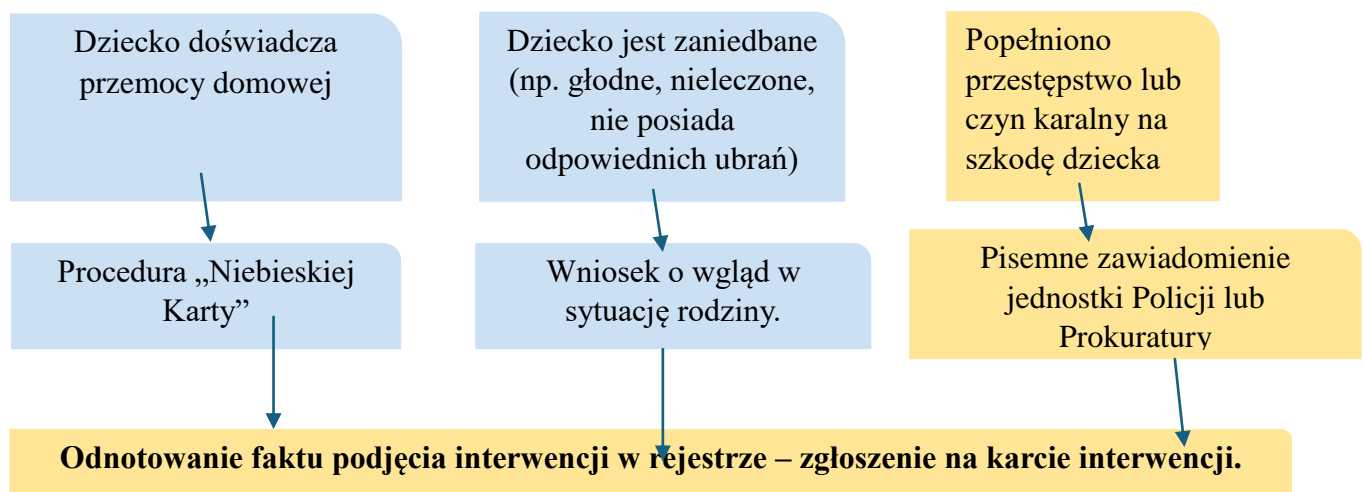 Dziecko doświadcza
przemocy domowej
Dziecko jest zaniedbane
(np. głodne, nieleczone,
nie posiada
odpowiednich ubrań)
Popełniono
przestępstwo lub
czyn karalny na
szkodę dziecka
Procedura „Niebieskiej
Karty”
Wniosek o wgląd w
sytuację rodziny.
Pisemne zawiadomienie
jednostki Policji lub
Prokuratury
Odnotowanie faktu podjęcia interwencji w rejestrze – zgłoszenie na karcie interwencji.